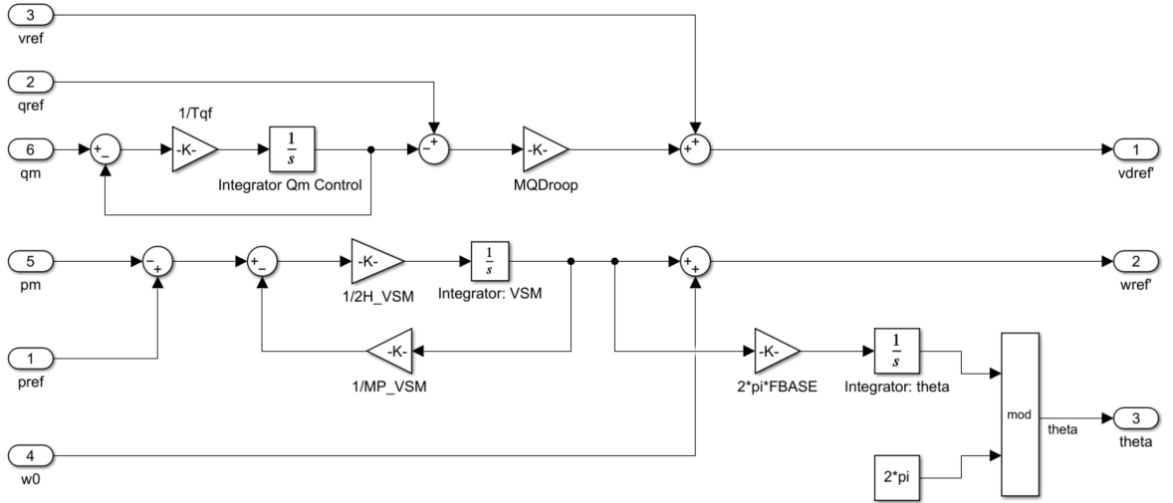 3
vref
2
qref
1/Tqf
6
qm
+
−
-K-
1
s
Integrator Qm Control
−
+
-K-
MQDroop
+
+
1
vdref'
5
pm
−
+
+
−
-K-
1/2H_VSM
1
s
Integrator: VSM
+
+
2
wref'
1
pref
-K-
1/MP_VSM
-K-
2*pi*FBASE
1
s
Integrator: theta
mod
theta
3
theta
4
w0
2*pi